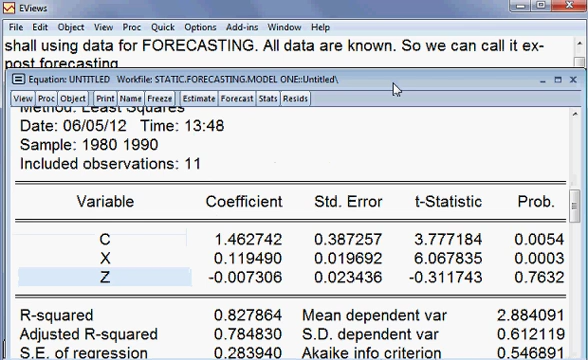 EViews
File Edit Object View Proc Quick Options Add-ins Window Help
shall using data for FORECASTING. All data are known. So we can call it ex-
post forecasting
Equation: UNTITLED Workfile: STATIC.FORECASTING.MODEL ONE::Untitled\
View Proc Object Print Name Freeze Estimate Forecast Stats Resids
Method: Least Squares
Date: 06/05/12 Time: 13:48
Sample: 1980 1990
Included observations: 11
Variable Coefficient Std. Error t-Statistic Prob.
C 1.462742 0.387257 3.777184 0.0054
X 0.119490 0.019692 6.067835 0.0003
Z -0.007306 0.023436 -0.311743 0.7632
R-squared 0.827864 Mean dependent var 2.884091
Adjusted R-squared 0.784830 S.D. dependent var 0.612119
S.E. of regression 0.283940 Akaike info criterion 0.546891